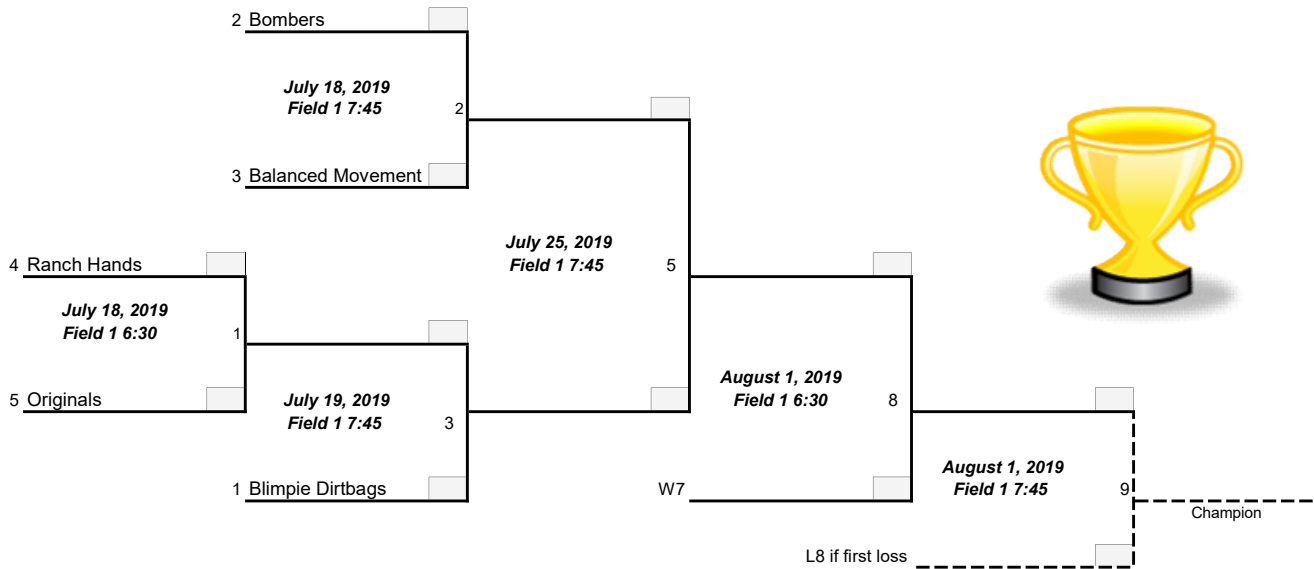 2 Bombers
July 18, 2019
Field 1 7:45
2
3 Balanced Movement
July 25, 2019
Field 1 7:45
5
4 Ranch Hands
July 18, 2019
Field 1 6:30
1
5 Originals
July 19, 2019
Field 1 7:45
3
1 Blimpie Dirtbags
August 1, 2019
Field 1 6:30
8
W7
August 1, 2019
Field 1 7:45
9
Champion
L8 if first loss